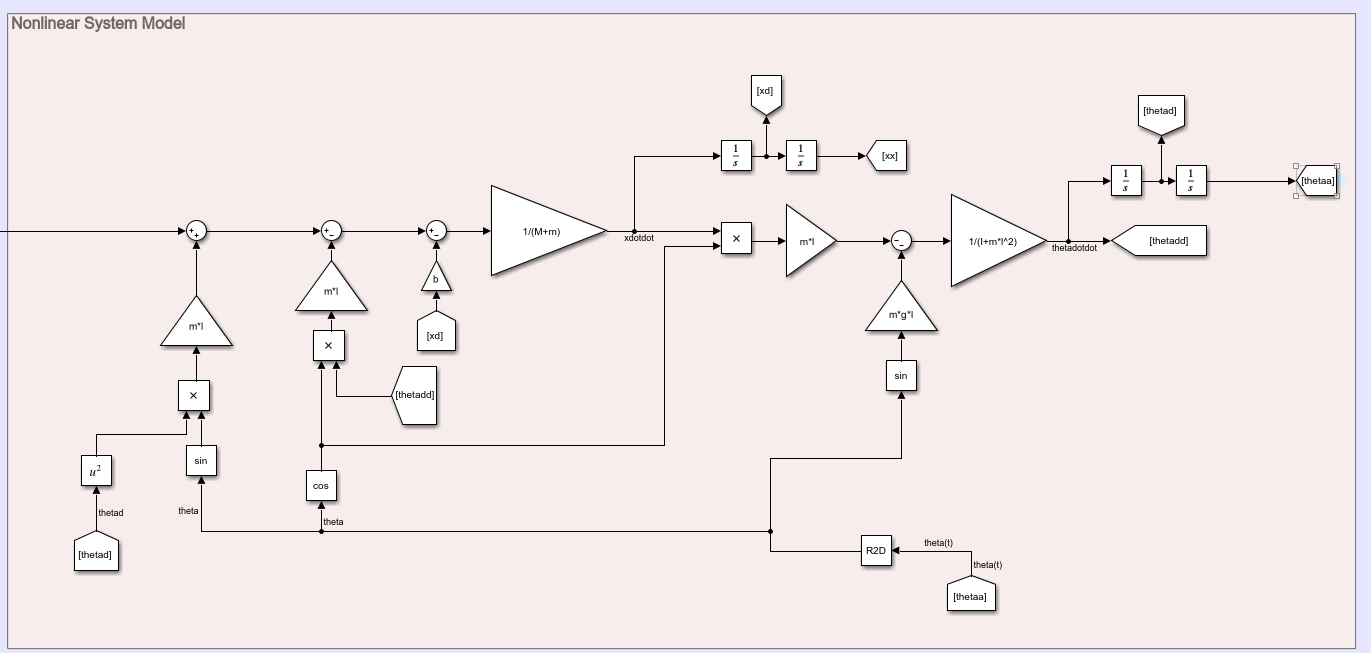 Nonlinear System Model
[xd]
[thetad]
1
s
1
s
[xx]
1
s
1
s
[thetaa]
+
+
+
−
+
−
1/(M+m)
xdotdot
×
m*l
−
−
1/(I+m*l^2)
thetadotdot
[thetadd]
m*l
m*l
b
m*g*l
×
[xd]
×
[thetadd]
sin
u²
sin
cos
thetad
theta
theta
[thetad]
R2D
theta(t)
theta(t)
[thetaa]